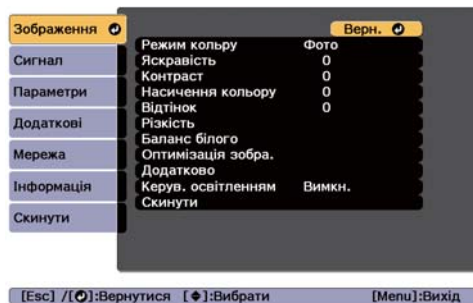 Зображення
Сигнал
Параметри
Додаткові
Мережа
Інформація
Скинути
Верн.
Режим кольору Фото
Яскравість 0
Контраст 0
Насичення кольору 0
Відтінок 0
Різкість
Баланс білого
Оптимізація зобра.
Додатково
Керув. освітленням Вимкн.
Скинути
[Esc] /[⏎]:Вернутися [◆]:Вибрати [Menu]:Вихід